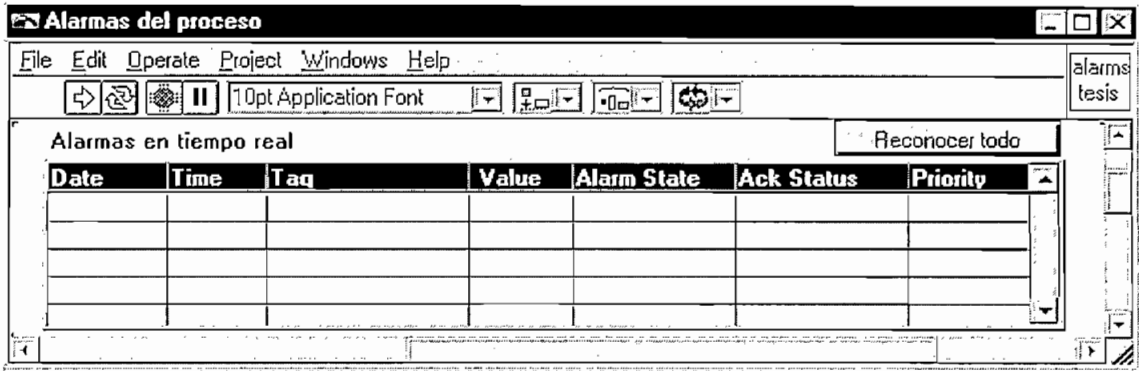 Alarmas del proceso
File Edit Operate Project Windows Help
alarms
tesis
10pt Application Font
Alarmas en tiempo real
Reconocer todo
Date Time Tag Value Alarm State Ack Status Priority